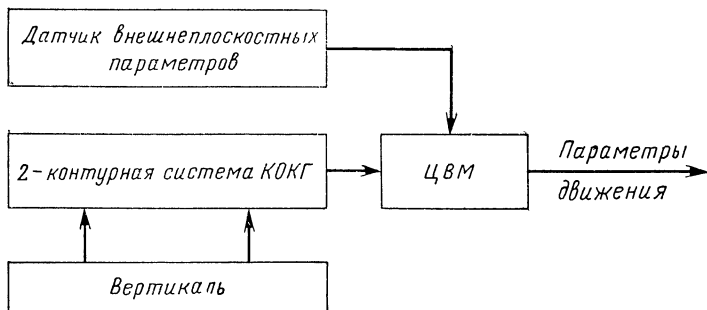 Датчик внешнеплоскостных
параметров
2-контурная система КОКГ
ЦВМ
Параметры
движения
Вертикаль